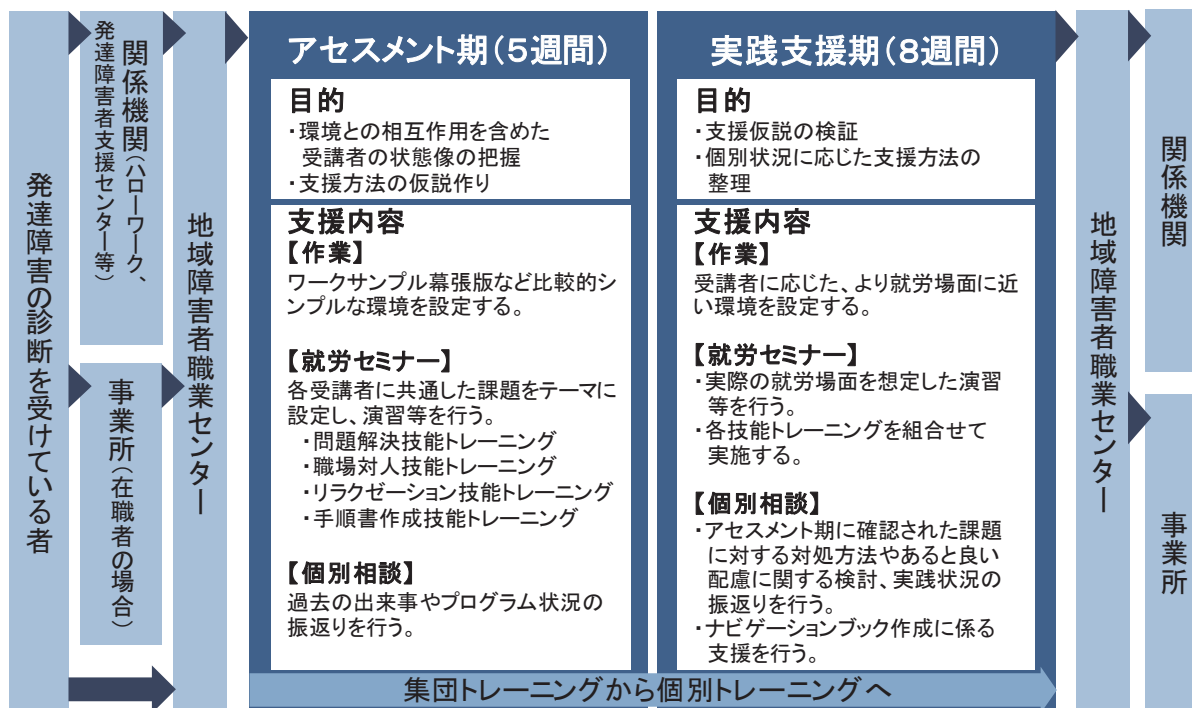 発達障害の診断を受けている者
関係機関(ハローワーク、
発達障害者支援センター等)
事業所(在職者の場合)
地域障害者職業センター
アセスメント期(5週間)
目的
・環境との相互作用を含めた
受講者の状態像の把握
・支援方法の仮説作り
支援内容
【作業】
ワークサンプル幕張版など比較的シ
ンプルな環境を設定する。
【就労セミナー】
各受講者に共通した課題をテーマに
設定し、演習等を行う。
・問題解決技能トレーニング
・職場対人技能トレーニング
・リラクゼーション技能トレーニング
・手順書作成技能トレーニング
【個別相談】
過去の出来事やプログラム状況の
振返りを行う。
実践支援期(8週間)
目的
・支援仮説の検証
・個別状況に応じた支援方法の
整理
支援内容
【作業】
受講者に応じた、より就労場面に近
い環境を設定する。
【就労セミナー】
・実際の就労場面を想定した演習
等を行う。
・各技能トレーニングを組合せて
実施する。
【個別相談】
・アセスメント期に確認された課題
に対する対処方法やあると良い
配慮に関する検討、実践状況の
振返りを行う。
・ナビゲーションブック作成に係る
支援を行う。
集団トレーニングから個別トレーニングへ
地域障害者職業センター
関係機関
事業所